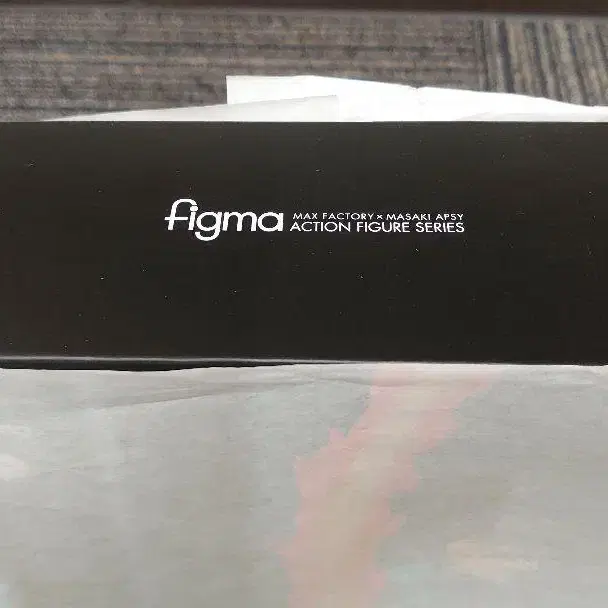 figma
MAX FACTORY × MASAKI APSY
ACTION FIGURE SERIES